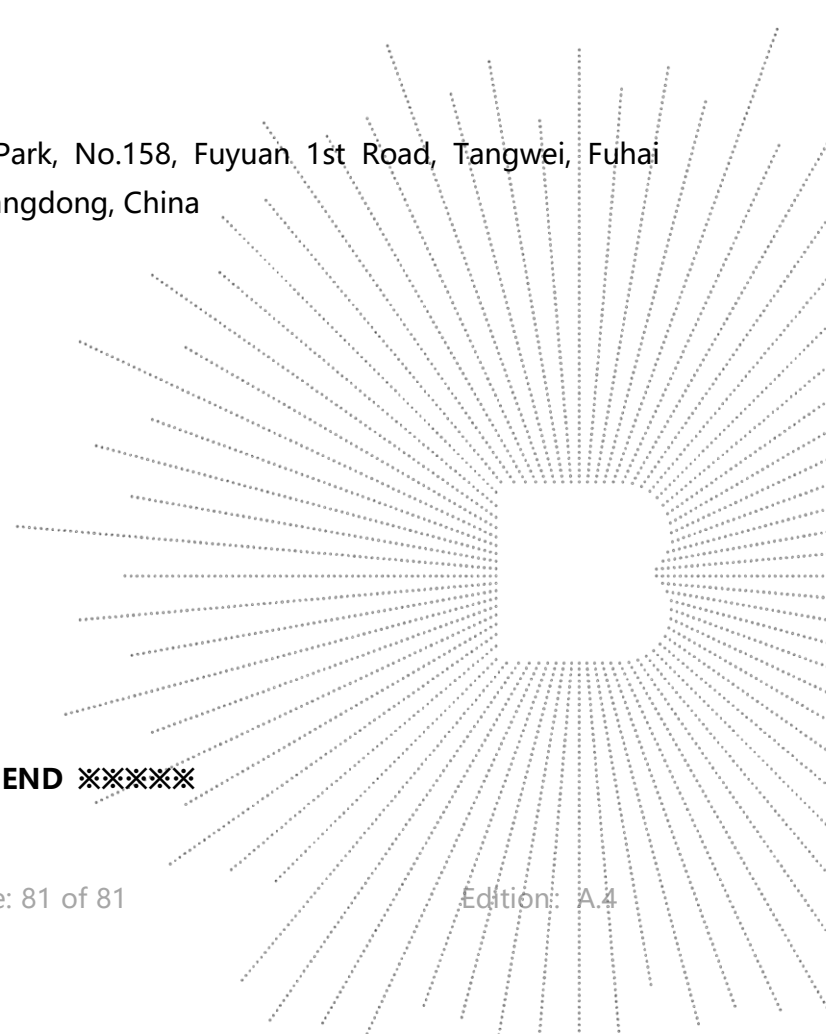 Park, No.158, Fuyuan 1st Road, Tangwei, Fuhai
ngdong, China
END ※※※※※
e: 81 of 81 Edition: A.4